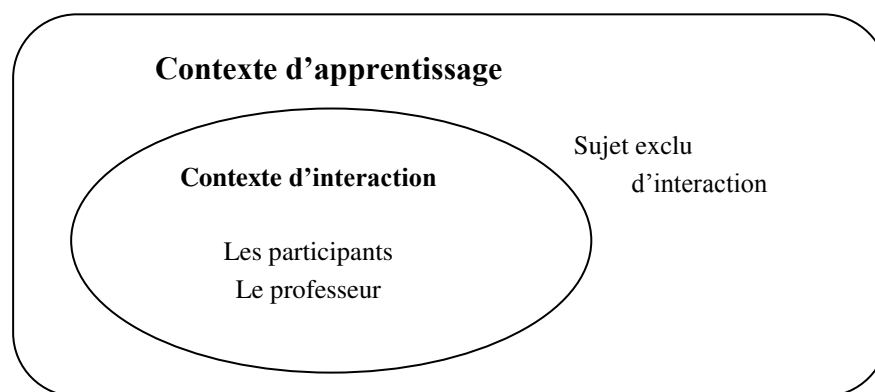 Contexte d’apprentissage
Sujet exclu
d’interaction
Contexte d’interaction
Les participants
Le professeur